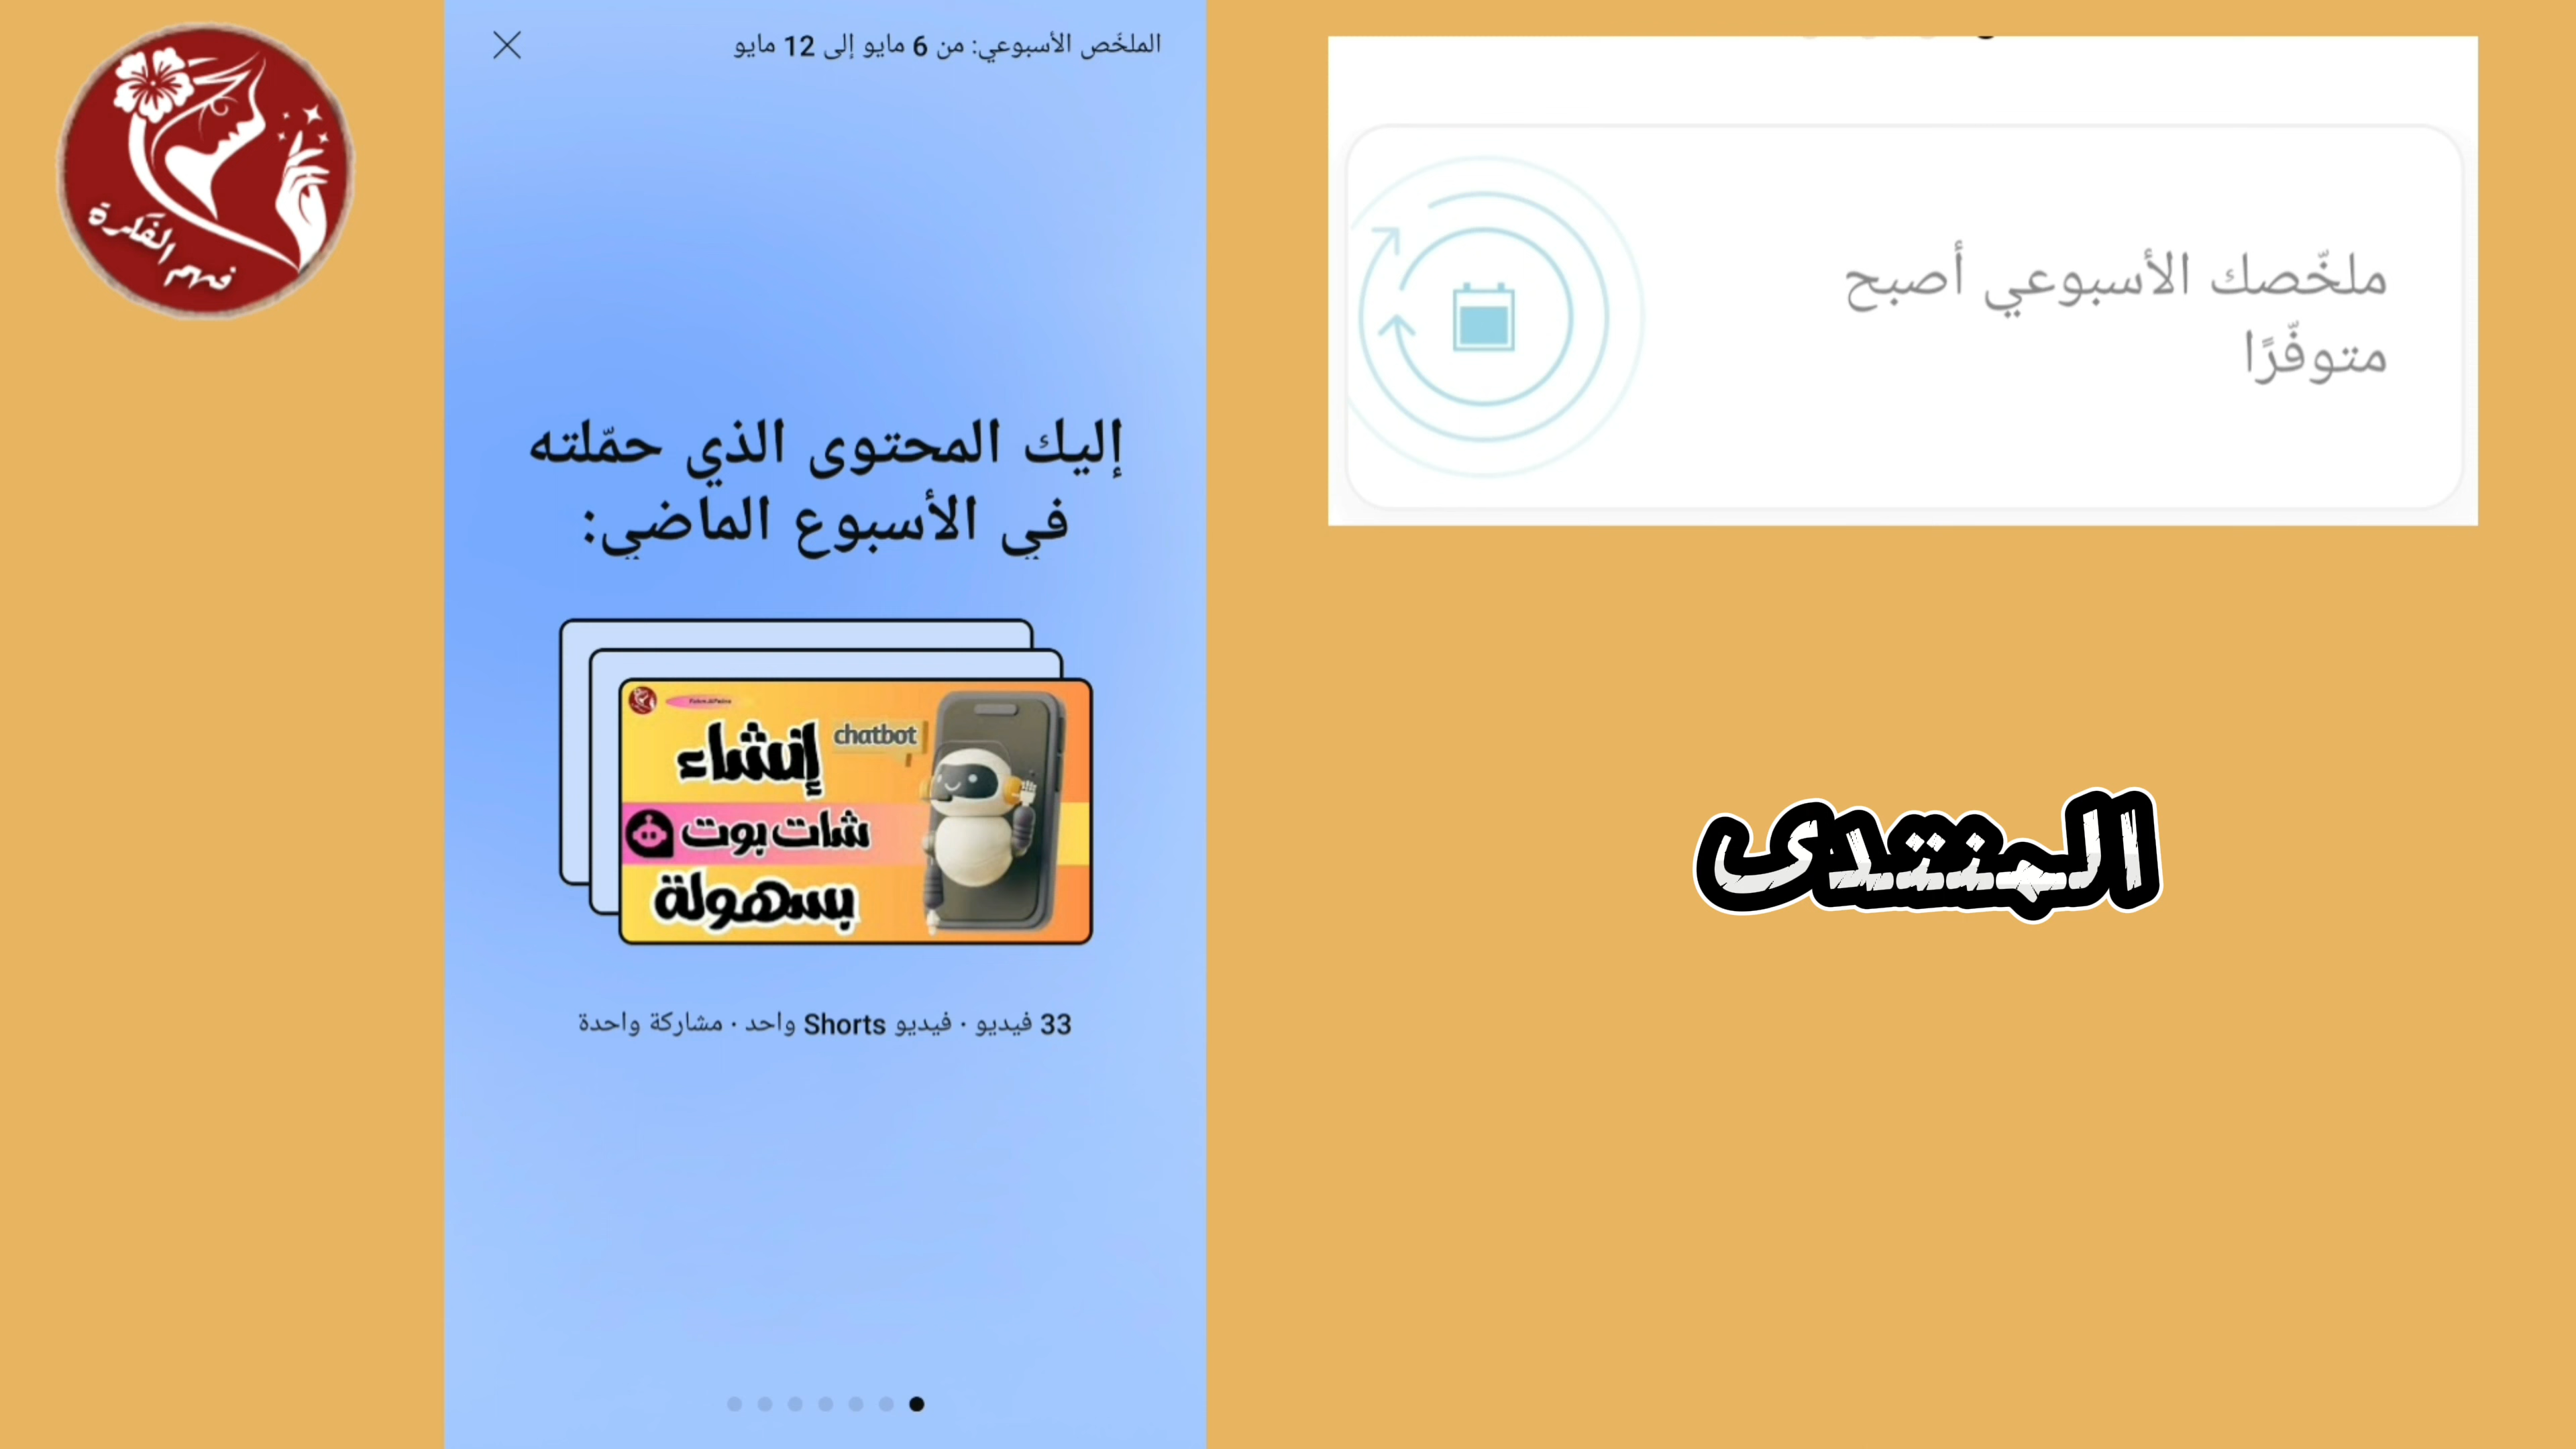 فهم الفكرة
الملخّص الأسبوعي: من 6 مايو إلى 12 مايو
إليك المحتوى الذي حمّلته
في الأسبوع الماضي:
chatbot
إنشاء
شات بوت
بسهولة
33 فيديو · فيديو Shorts واحد · مشاركة واحدة
ملخّصك الأسبوعي أصبح
متوفّرًا
المنتدى